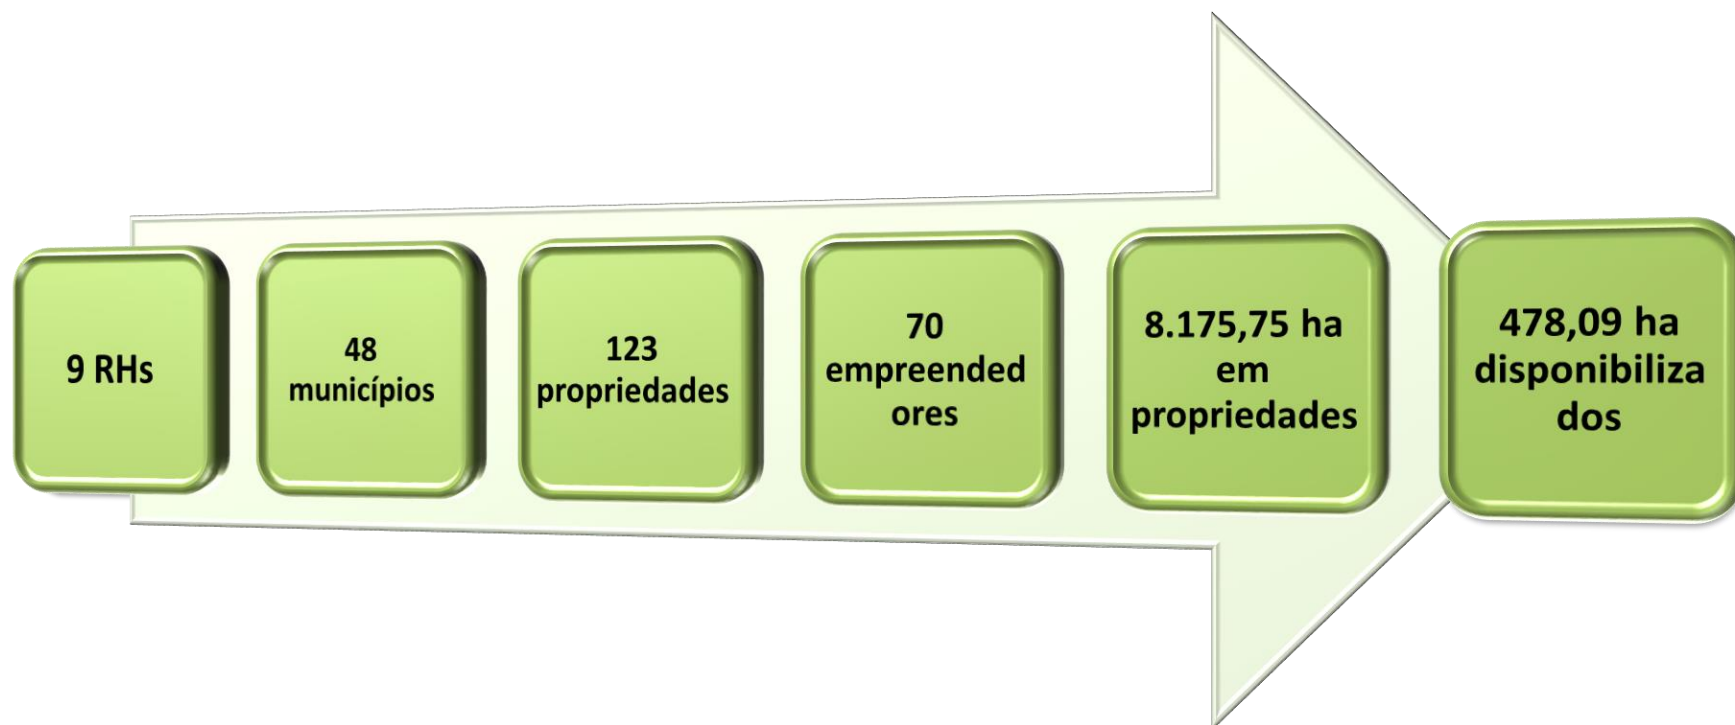 9 RHs
48
municípios
123
propriedades
70
empreended
ores
8.175,75 ha
em
propriedades
478,09 ha
disponibiliza
dos